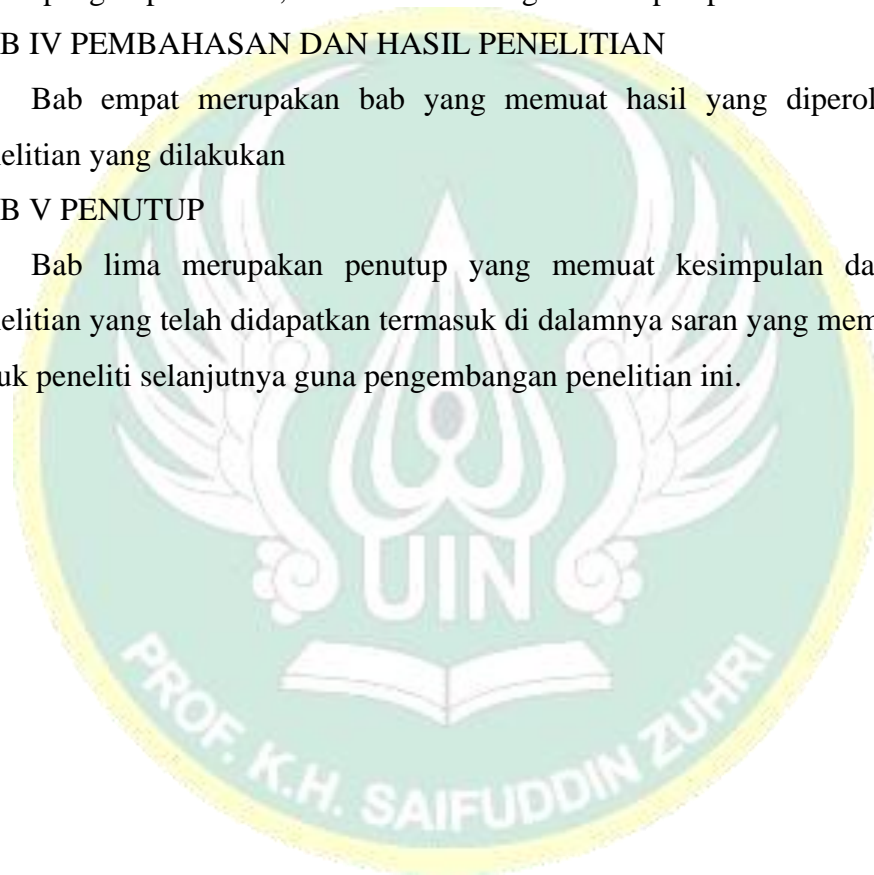 B IV PEMBAHASAN DAN HASIL PENELITIAN
Bab empat merupakan bab yang memuat hasil yang diperol
elitian yang dilakukan
B V PENUTUP
Bab lima merupakan penutup yang memuat kesimpulan da
elitian yang telah didapatkan termasuk di dalamnya saran yang mem
uk peneliti selanjutnya guna pengembangan penelitian ini.
UIN
PROF. K.H. SAIFUDDIN ZUHRI